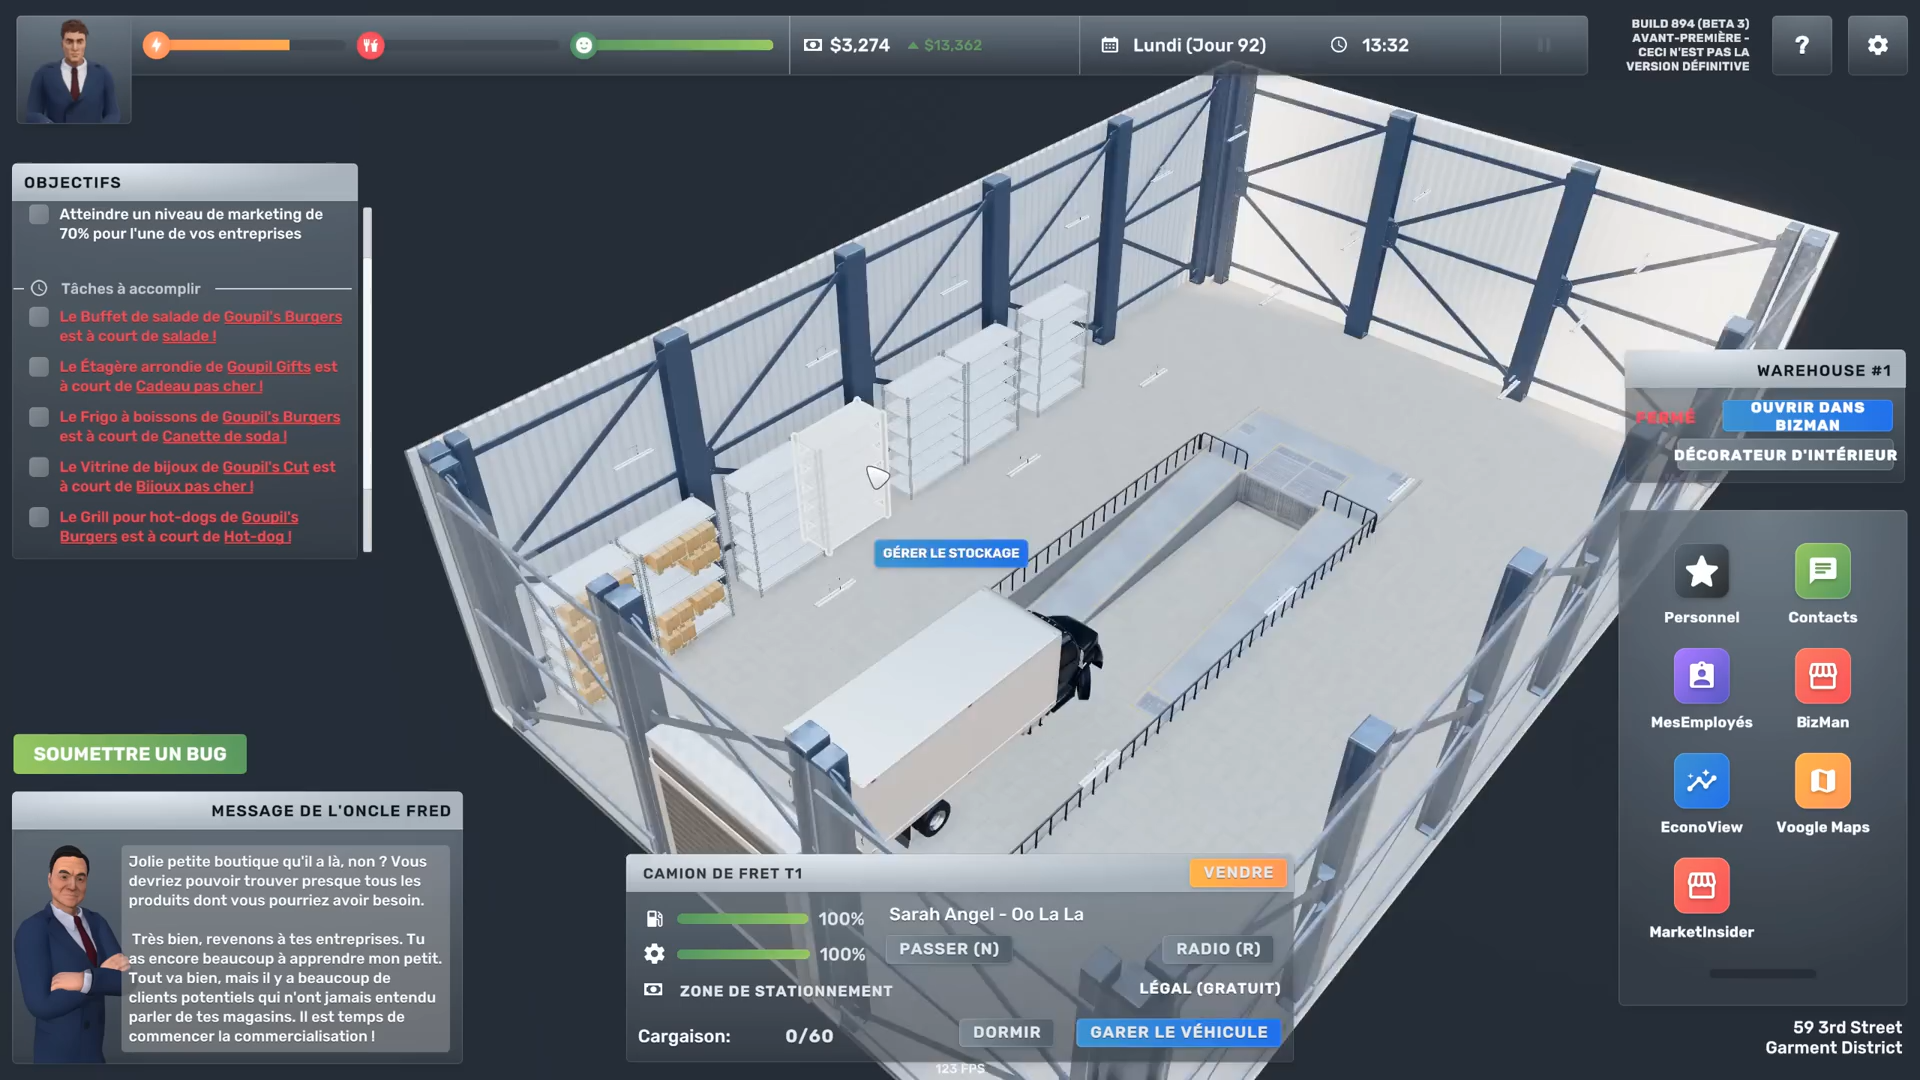 $3,274
$13,362
Lundi (Jour 92)
13:32
BUILD 894 (BETA 3)
AVANT-PREMIÈRE -
CECI N'EST PAS LA
VERSION DÉFINITIVE
?
OBJECTIFS
Atteindre un niveau de marketing de
70% pour l'une de vos entreprises
Tâches à accomplir
Le Buffet de salade de Goupil's Burgers
est à court de salade !
Le Étagère arrondie de Goupil Gifts est
à court de Cadeau pas cher !
Le Frigo à boissons de Goupil's Burgers
est à court de Canette de soda !
Le Vitrine de bijoux de Goupil's Cut est
à court de Bijoux pas cher !
Le Grill pour hot-dogs de Goupil's
Burgers est à court de Hot-dog !
GÉRER LE STOCKAGE
WAREHOUSE #1
FERMÉ
OUVRIR DANS
BIZMAN
DÉCORATEUR D'INTÉRIEUR
Personnel
Contacts
MesEmployés
BizMan
EconoView
Voogle Maps
MarketInsider
SOUMETTRE UN BUG
MESSAGE DE L'ONCLE FRED
Jolie petite boutique qu'il a là, non ? Vous
devriez pouvoir trouver presque tous les
produits dont vous pourriez avoir besoin.
Très bien, revenons à tes entreprises. Tu
as encore beaucoup à apprendre mon petit.
Tout va bien, mais il y a beaucoup de
clients potentiels qui n'ont jamais entendu
parler de tes magasins. Il est temps de
commencer la commercialisation !
CAMION DE FRET T1
VENDRE
100%
Sarah Angel - Oo La La
100%
PASSER (N)
RADIO (R)
ZONE DE STATIONNEMENT
LÉGAL (GRATUIT)
Cargaison:
0/60
DORMIR
GARER LE VÉHICULE
123 FPS
59 3rd Street
Garment District